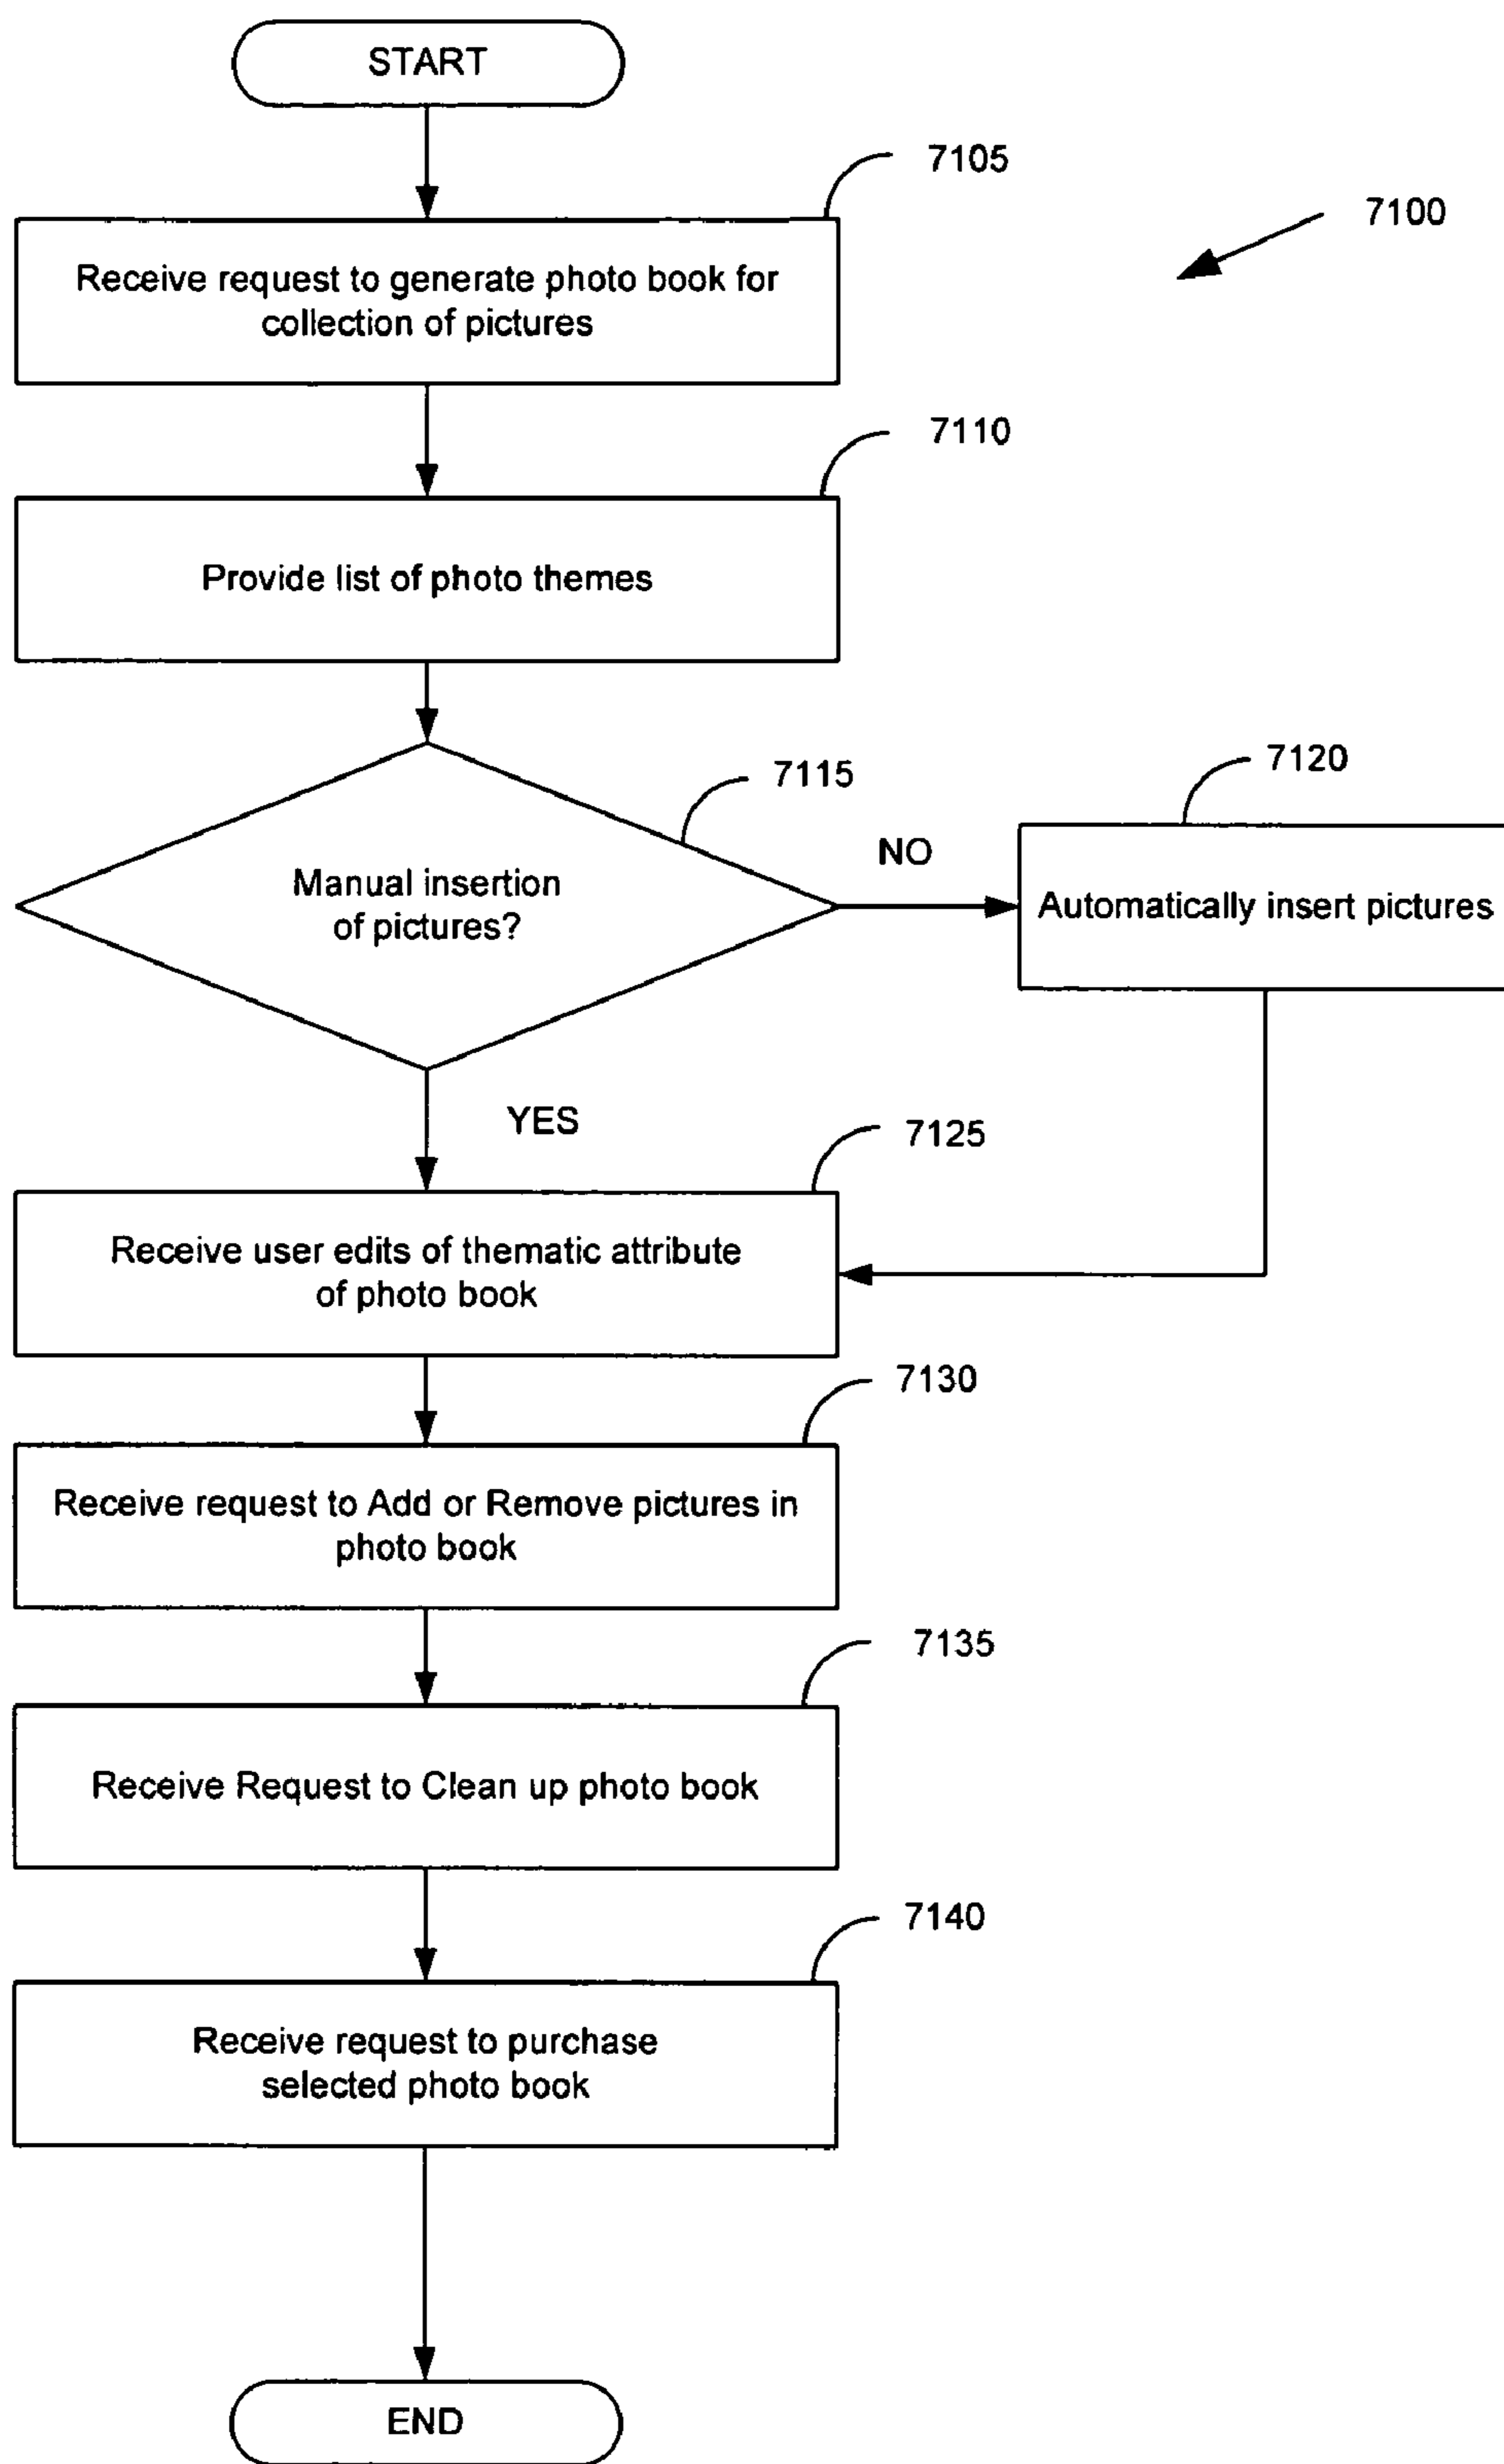 START
7105
7100
Receive request to generate photo book for
collection of pictures
7110
Provide list of photo themes
7115
7120
Manual insertion
of pictures?
NO
Automatically insert pictures
YES
7125
Receive user edits of thematic attribute
of photo book
7130
Receive request to Add or Remove pictures in
photo book
7135
Receive Request to Clean up photo book
7140
Receive request to purchase
selected photo book
END